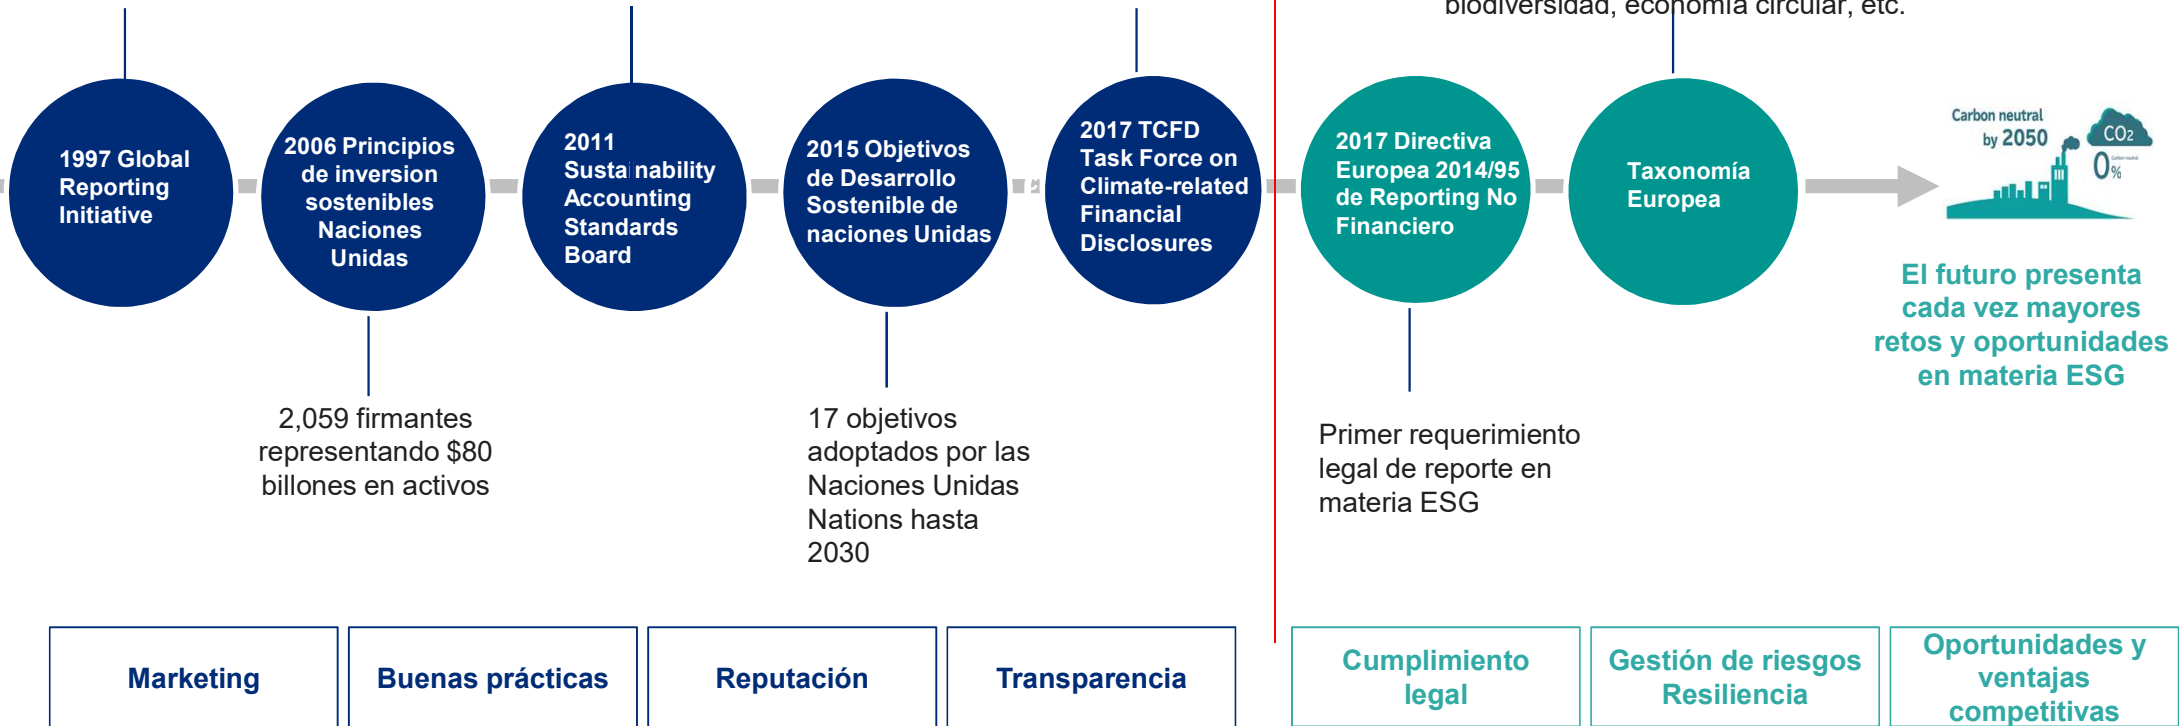 biodiversidad, economía circular, etc.
1997 Global
Reporting
Initiative
2006 Principios
de inversion
sostenibles
Naciones
Unidas
2011
Sustainability
Accounting
Standards
Board
2015 Objetivos
de Desarrollo
Sostenible de
naciones Unidas
2017 TCFD
Task Force on
Climate-related
Financial
Disclosures
2017 Directiva
Europea 2014/95
de Reporting No
Financiero
Taxonomía
Europea
Carbon neutral
by 2050
CO2
0%
El futuro presenta
cada vez mayores
retos y oportunidades
en materia ESG
2,059 firmantes
representando $80
billones en activos
17 objetivos
adoptados por las
Naciones Unidas
Nations hasta
2030
Primer requerimiento
legal de reporte en
materia ESG
Marketing
Buenas prácticas
Reputación
Transparencia
Cumplimiento
legal
Gestión de riesgos
Resiliencia
Oportunidades y
ventajas
competitivas